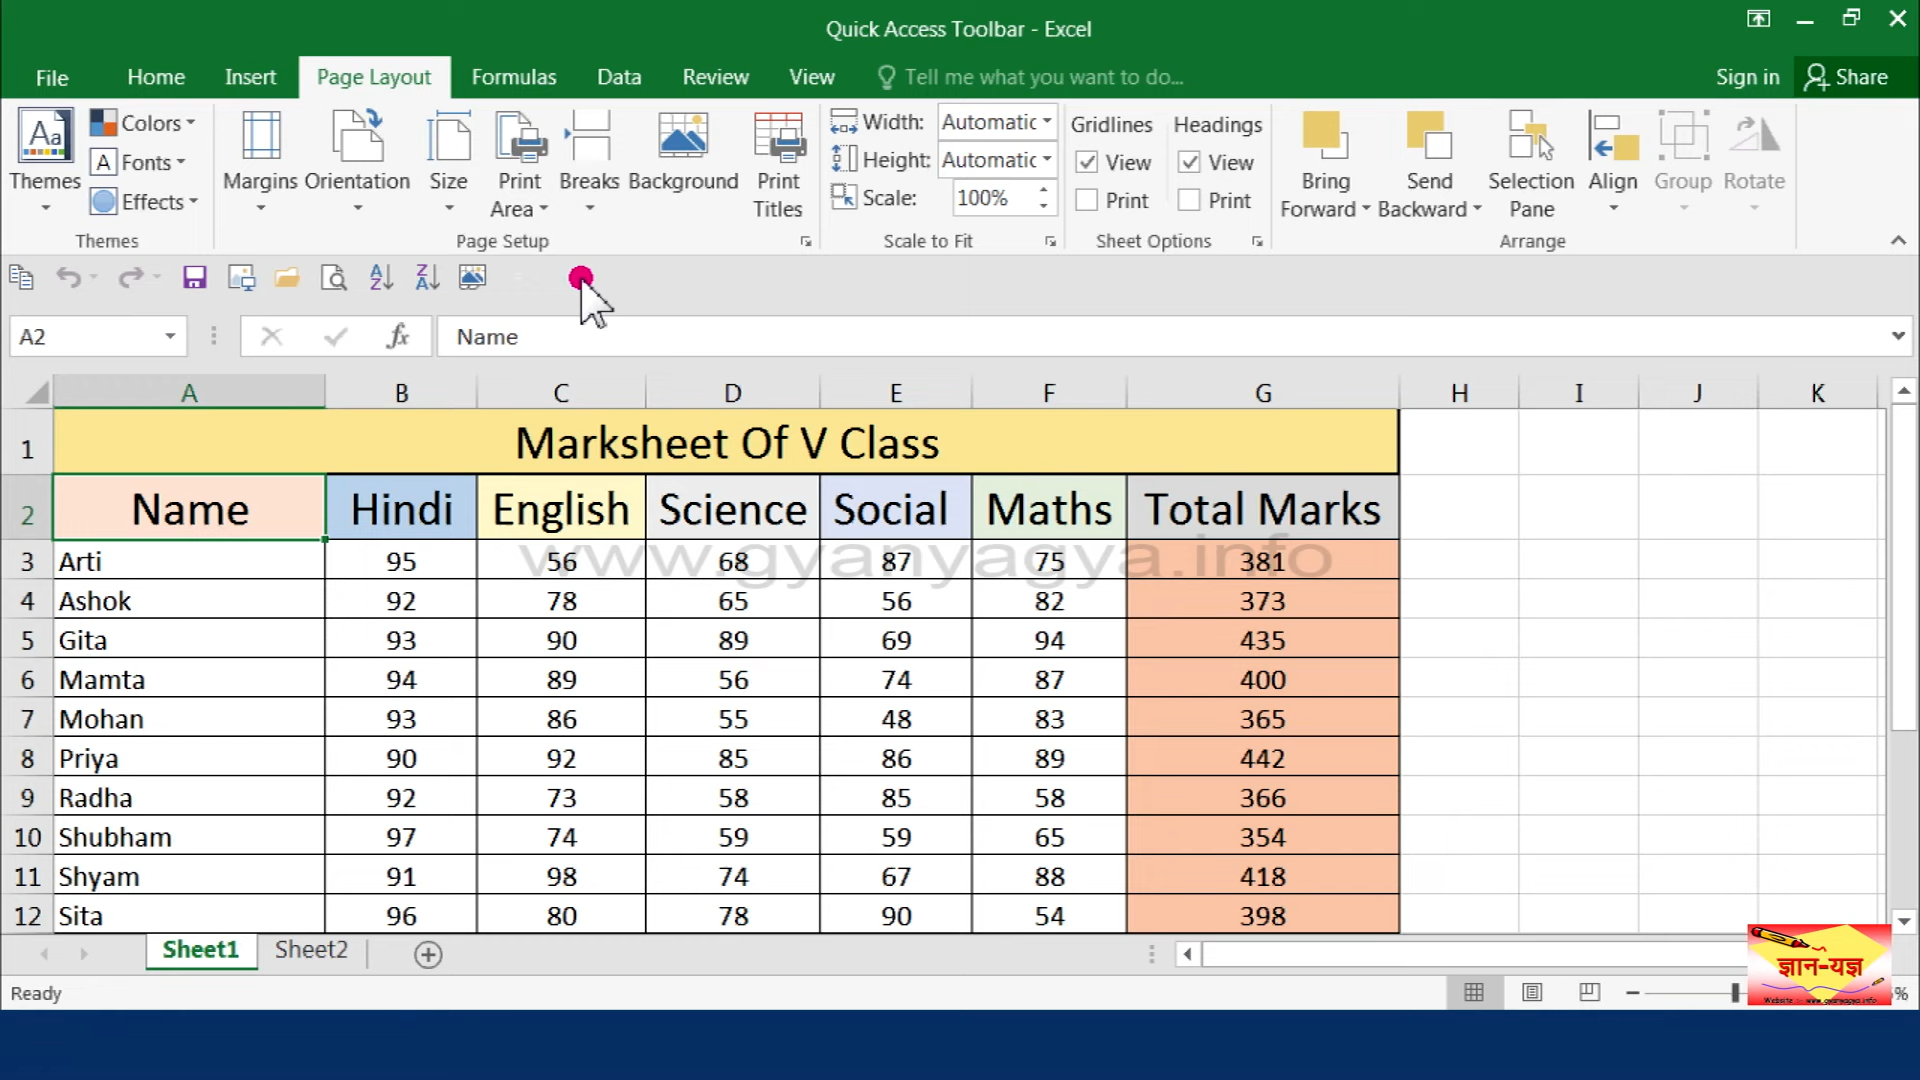 Quick Access Toolbar - Excel
File Home Insert Page Layout Formulas Data Review View Tell me what you want to do... Sign in Share
Themes
Colors
Fonts
Effects
Themes
Margins Orientation Size Print Area Breaks Background Print Titles
Page Setup
Width: Automatic
Height: Automatic
Scale: 100%
Scale to Fit
Gridlines Headings
View View
Print Print
Sheet Options
Bring Forward Send Backward Selection Pane Align Group Rotate
Arrange
A2 fx Name
A B C D E F G H I J K
1 Marksheet Of V Class
2 Name Hindi English Science Social Maths Total Marks
www.gyanyagya.info
3 Arti 95 56 68 87 75 381
4 Ashok 92 78 65 56 82 373
5 Gita 93 90 89 69 94 435
6 Mamta 94 89 56 74 87 400
7 Mohan 93 86 55 48 83 365
8 Priya 90 92 85 86 89 442
9 Radha 92 73 58 85 58 366
10 Shubham 97 74 59 59 65 354
11 Shyam 91 98 74 67 88 418
12 Sita 96 80 78 90 54 398
Sheet1 Sheet2
ज्ञान-यज्ञ
Website : www.gyanyagya.info
Ready